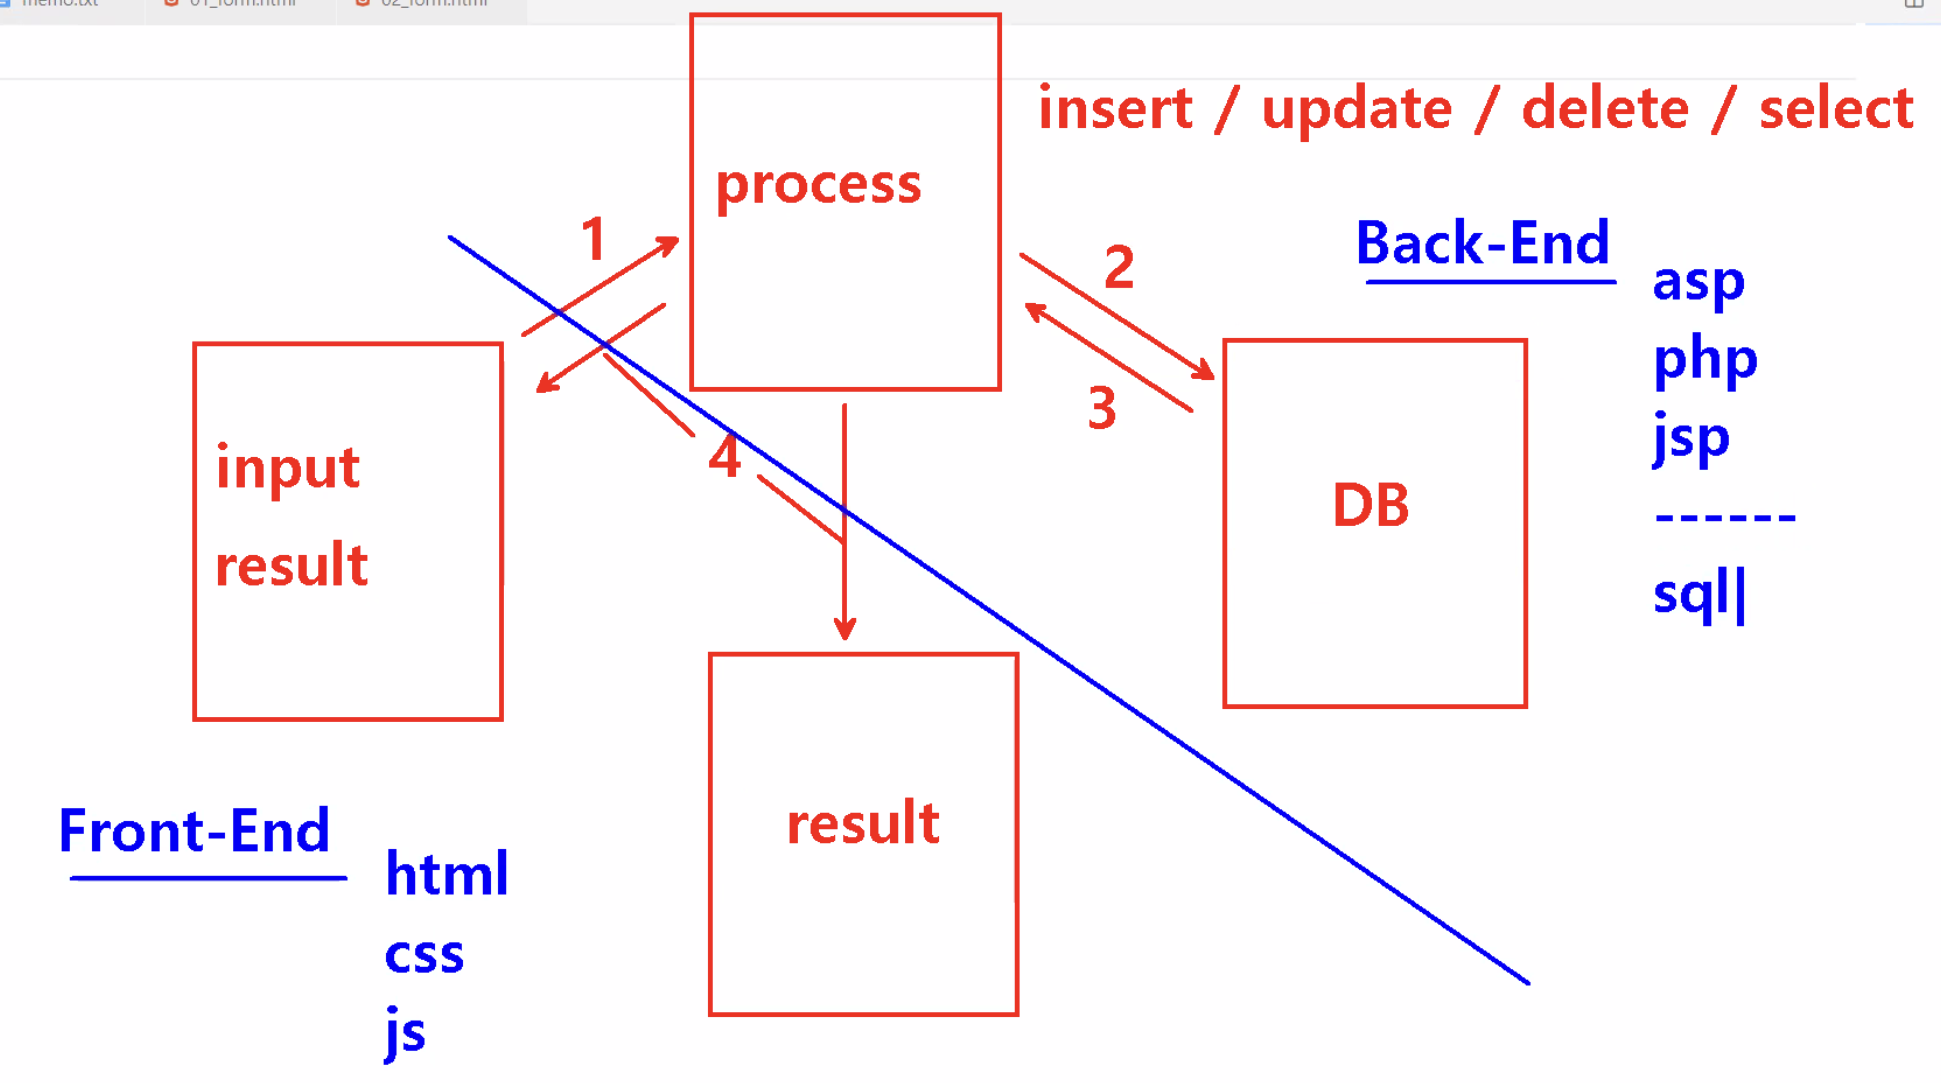 memo.txt 01_form.html 02_form.html
process
insert / update / delete / select
1
2
3
4
Back-End
asp
php
jsp
------
sql|
input
result
DB
result
Front-End
html
css
js